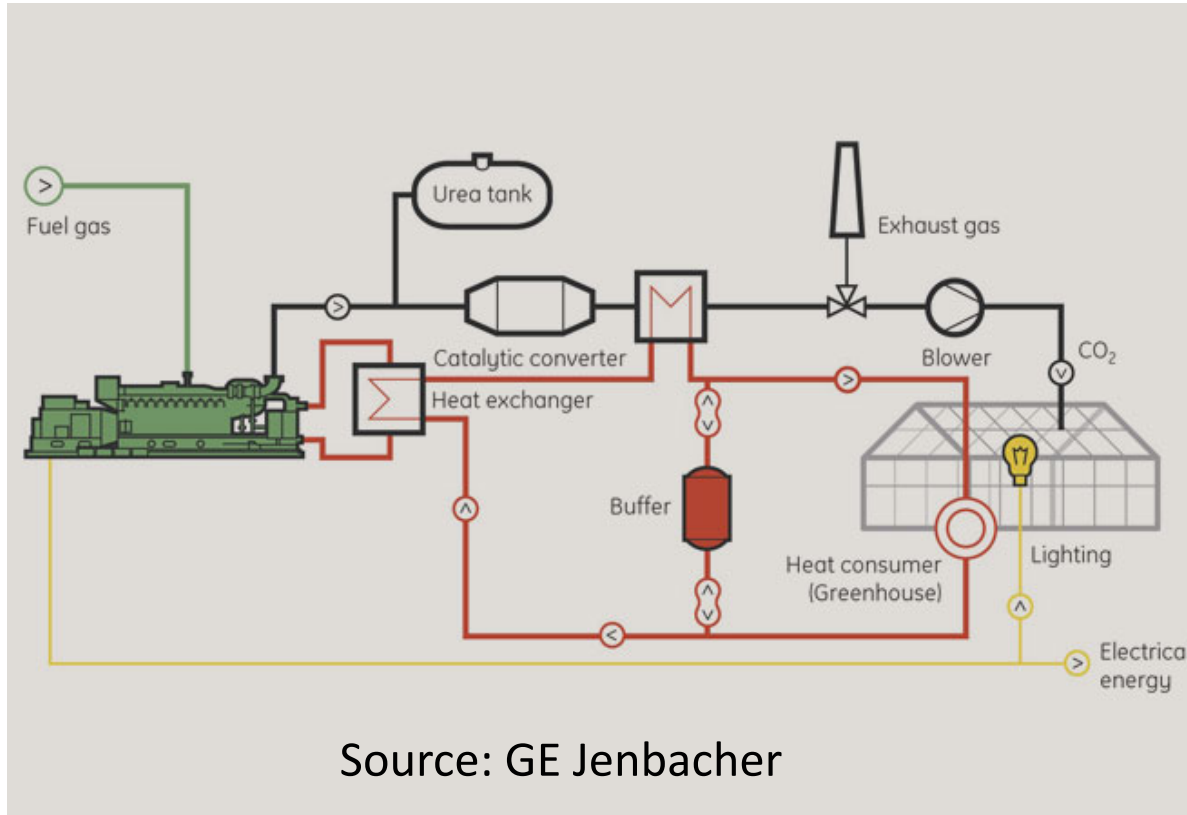 Urea tank
Fuel gas
Exhaust gas
Catalytic converter
Blower
CO2
Heat exchanger
Buffer
Heat consumer
(Greenhouse)
Lighting
Electrica
energy
Source: GE Jenbacher